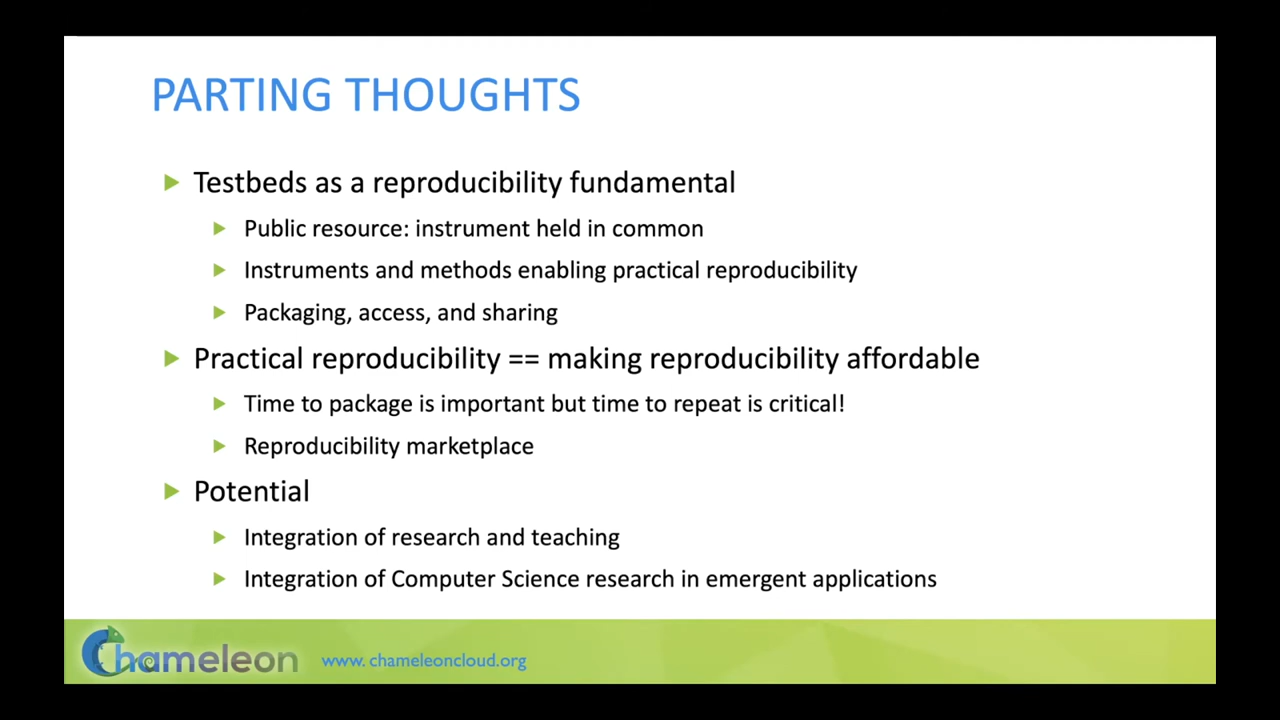 PARTING THOUGHTS
Testbeds as a reproducibility fundamental
Public resource: instrument held in common
Instruments and methods enabling practical reproducibility
Packaging, access, and sharing
Practical reproducibility == making reproducibility affordable
Time to package is important but time to repeat is critical!
Reproducibility marketplace
Potential
Integration of research and teaching
Integration of Computer Science research in emergent applications
Chameleon www. chameleoncloud.org